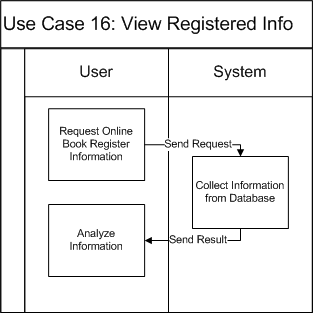 Use Case 16: View Registered Info
User
System
Request Online
Book Register
Information
Send Request
Collect Information
from Database
Analyze
Information
Send Result